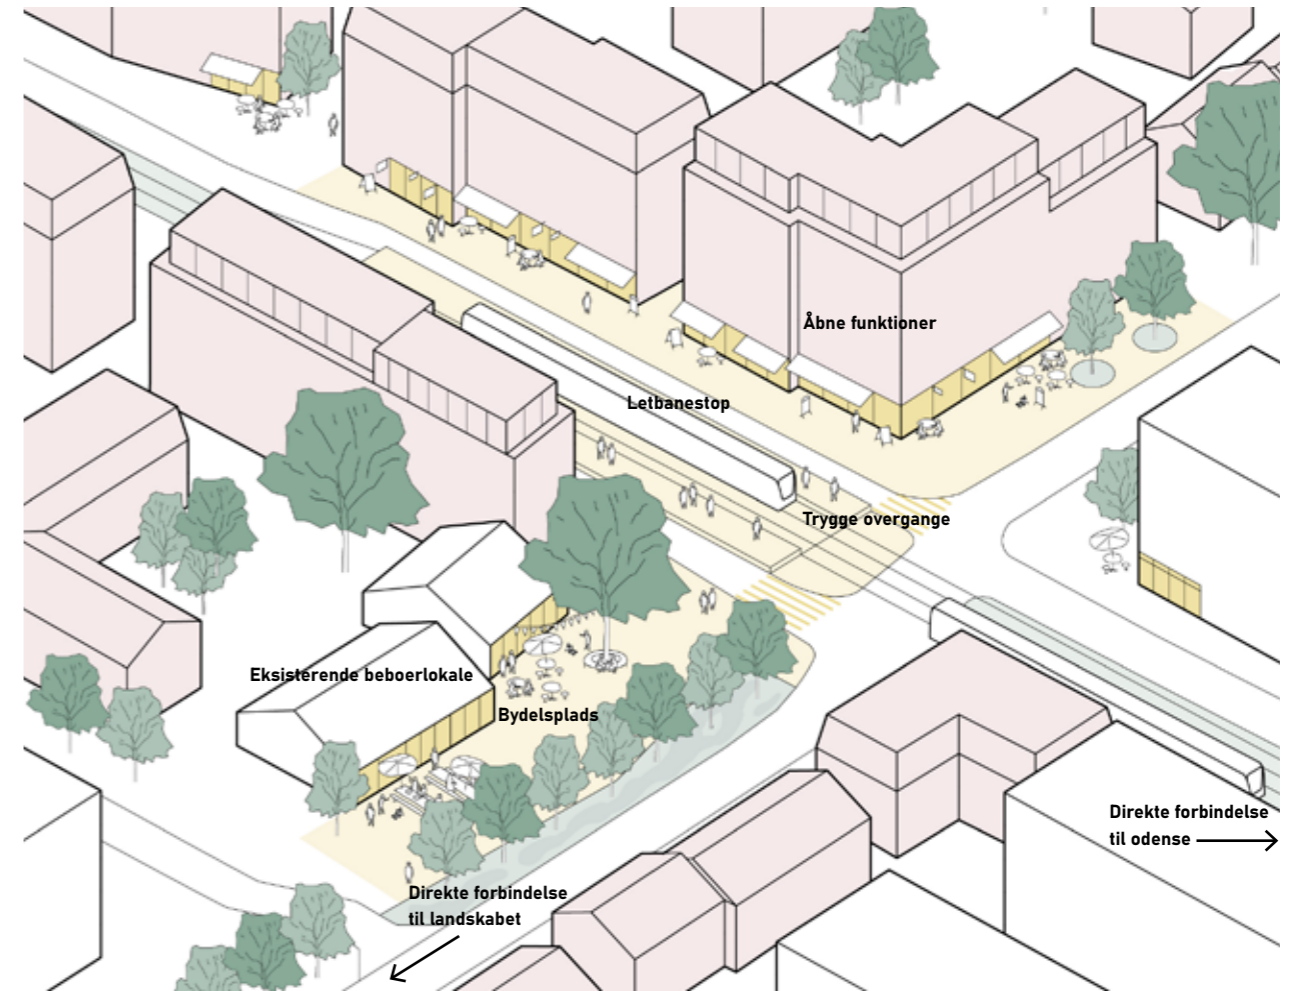 Åbne funktioner
Letbanestop
Trygge overgange
Eksisterende beboerlokale
Bydelsplads
Direkte forbindelse
til odense
Direkte forbindelse
til landskabet